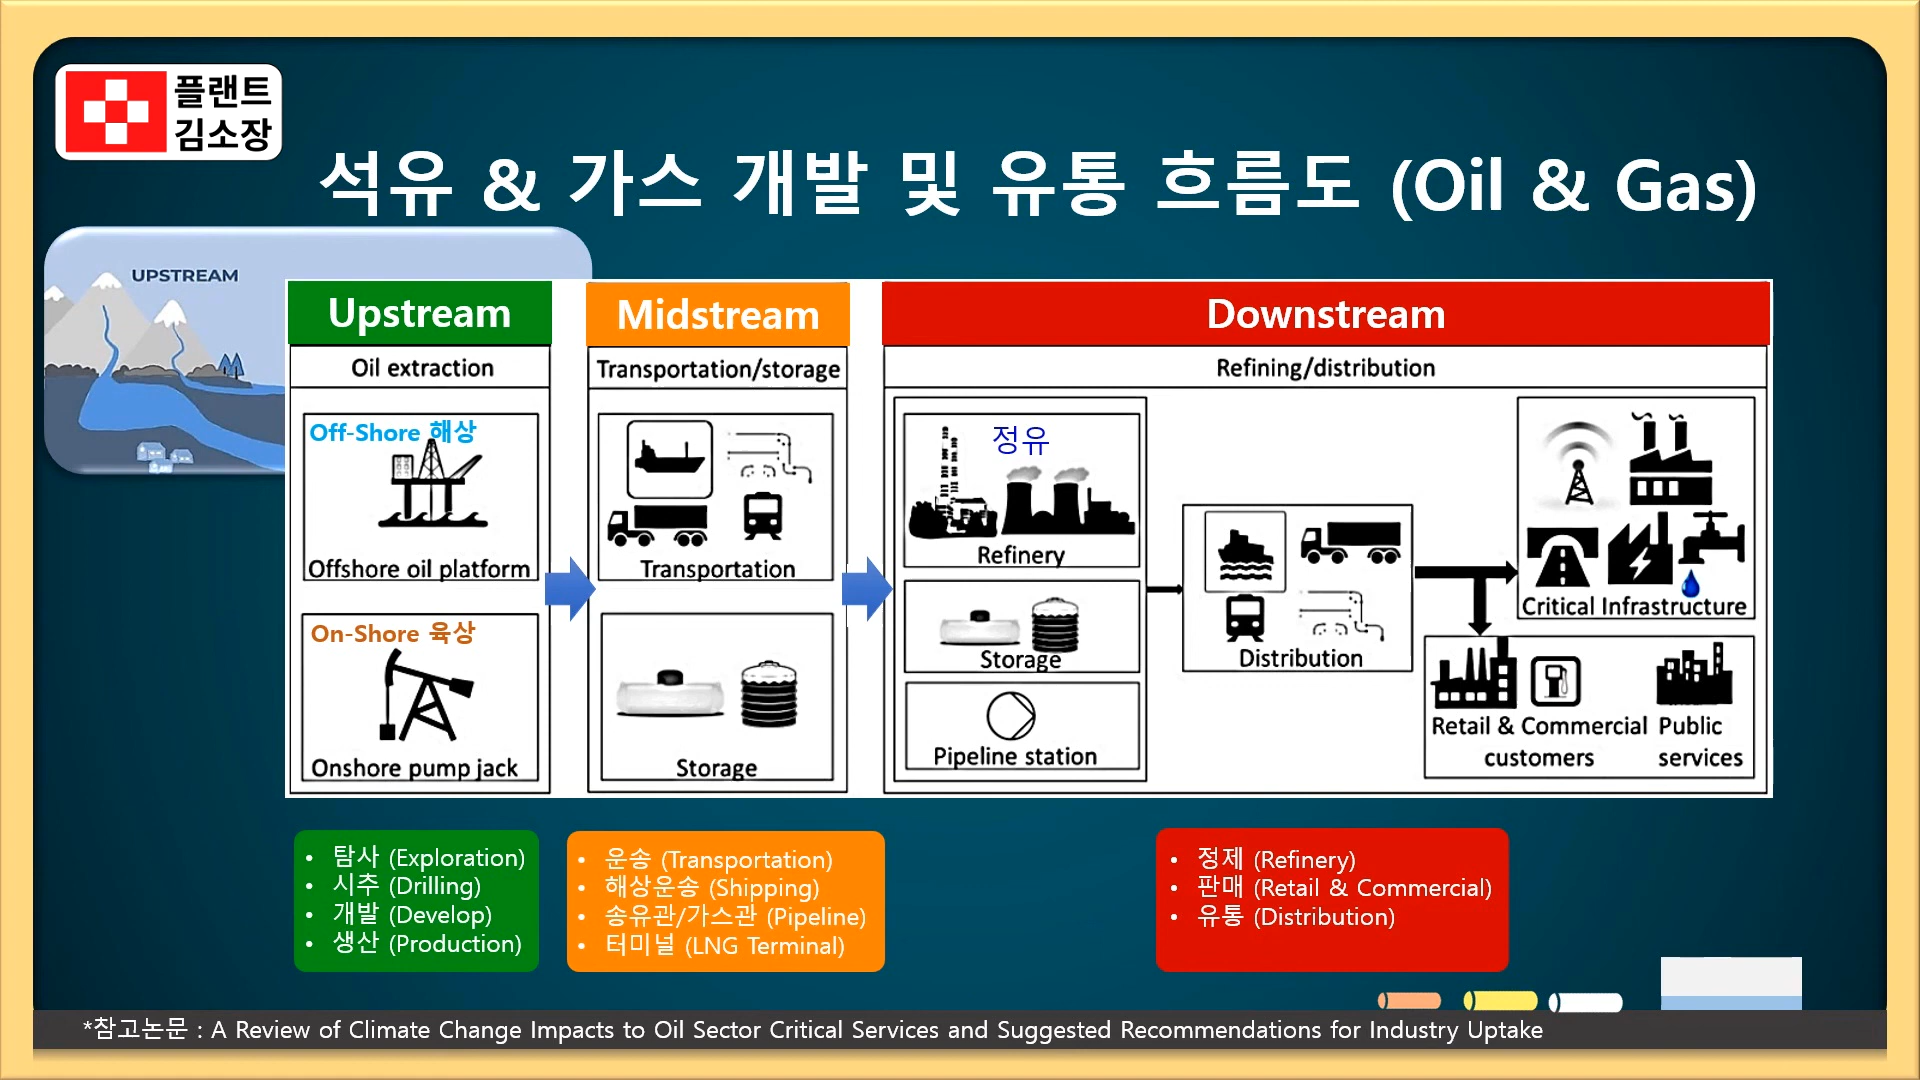 플랜트
김소장
석유 & 가스 개발 및 유통 흐름도 (Oil & Gas)
UPSTREAM
Upstream
Oil extraction
Off-Shore 해상
Offshore oil platform
On-Shore 육상
Onshore pump jack
Midstream
Transportation/storage
Transportation
Storage
Downstream
Refining/distribution
정유
Refinery
Storage
Pipeline station
Distribution
Critical Infrastructure
Retail & Commercial
customers
Public
services
• 탐사 (Exploration)
• 시추 (Drilling)
• 개발 (Develop)
• 생산 (Production)
• 운송 (Transportation)
• 해상운송 (Shipping)
• 송유관/가스관 (Pipeline)
• 터미널 (LNG Terminal)
• 정제 (Refinery)
• 판매 (Retail & Commercial)
• 유통 (Distribution)
*참고논문 : A Review of Climate Change Impacts to Oil Sector Critical Services and Suggested Recommendations for Industry Uptake